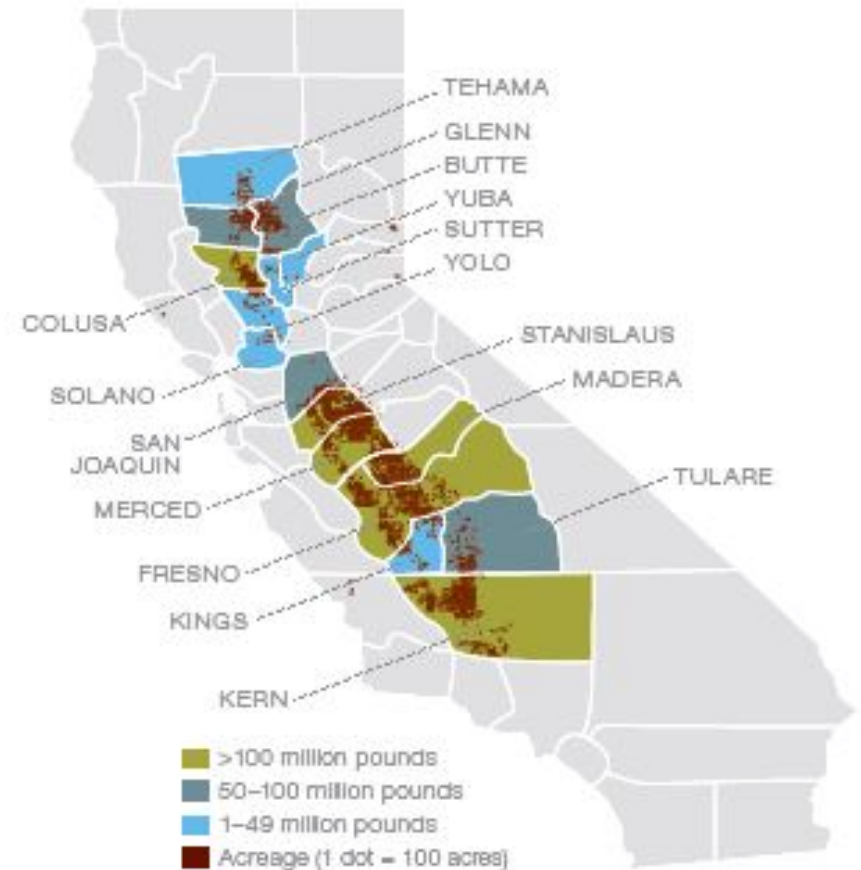 TEHAMA
GLENN
BUTTE
YUBA
SUTTER
YOLO
COLUSA
STANISLAUS
MADERA
SOLANO
SAN
JOAQUIN
TULARE
MERCED
FRESNO
KINGS
KERN
>100 million pounds
50–100 million pounds
1–49 million pounds
Acreage (1 dot = 100 acres)